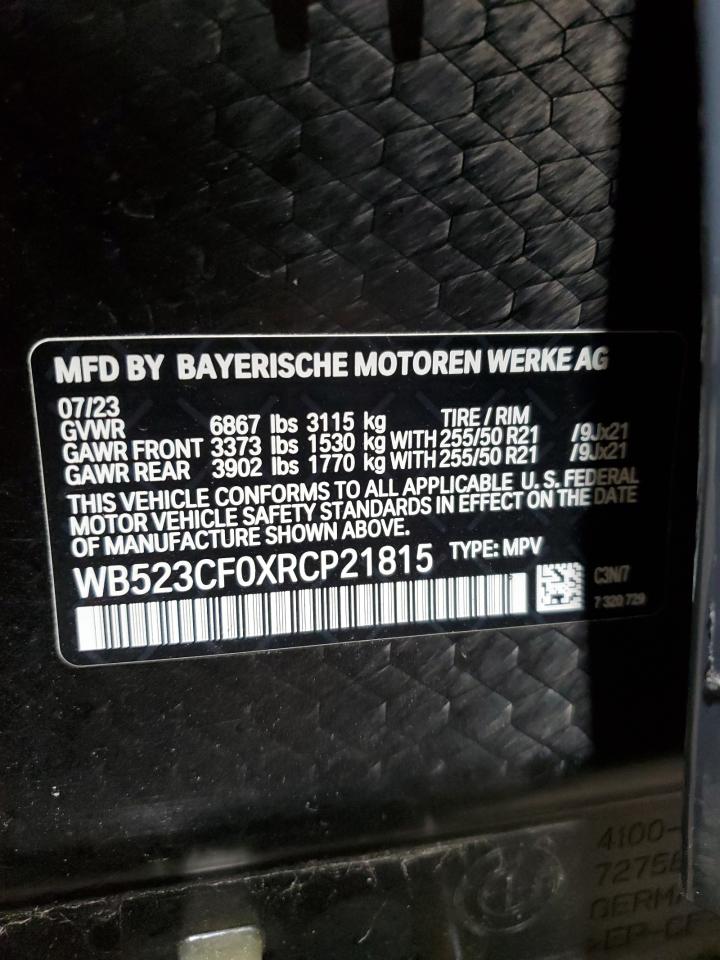 MFD BY BAYERISCHE MOTOREN WERKE AG
07/23
GVWR 6867 lbs 3115 kg TIRE / RIM
GAWR FRONT 3373 lbs 1530 kg WITH 255/50 R21 /9Jx21
GAWR REAR 3902 lbs 1770 kg WITH 255/50 R21 /9Jx21
THIS VEHICLE CONFORMS TO ALL APPLICABLE U.S. FEDERAL
MOTOR VEHICLE SAFETY STANDARDS IN EFFECT ON THE DATE
OF MANUFACTURE SHOWN ABOVE.
WB523CF0XRCP21815 TYPE: MPV
C3N/7
7 320 729
4100-
7275
GERMA